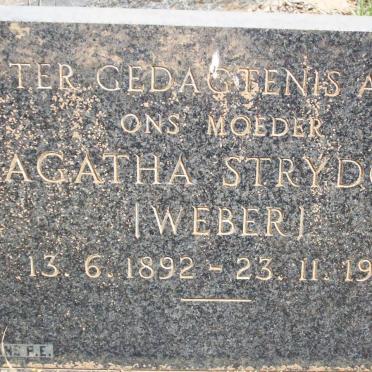 TER GEDAGTENIS A
ONS MOEDER
AGATHA STRYDO
[WEBER]
13. 6. 1892 - 23. 11. 19
P.E.